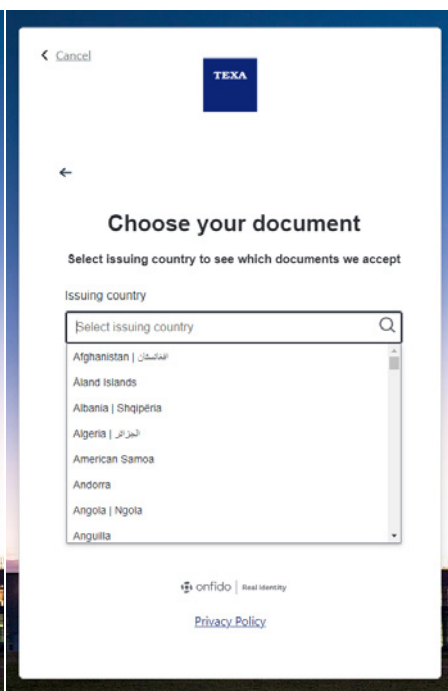 Cancel
TEXA
Choose your document
Select issuing country to see which documents we accept
Issuing country
Select issuing country
Afghanistan | افغانستان
Åland Islands
Albania | Shqipëria
Algeria | الجزائر
American Samoa
Andorra
Angola | Ngola
Anguilla
onfido | Real Identity
Privacy Policy